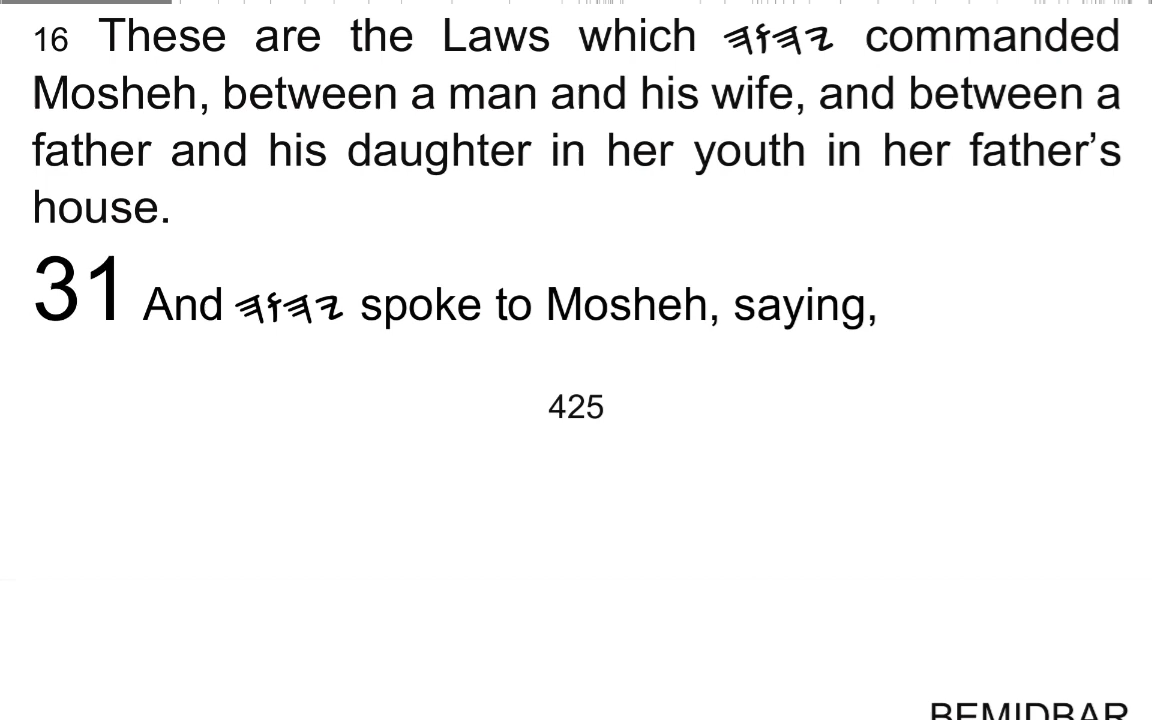 16 These are the Laws which 𐤉𐤄𐤅𐤄 commanded
Mosheh, between a man and his wife, and between a
father and his daughter in her youth in her father’s
house.
31 And 𐤉𐤄𐤅𐤄 spoke to Mosheh, saying,
425
BEMIDBAR